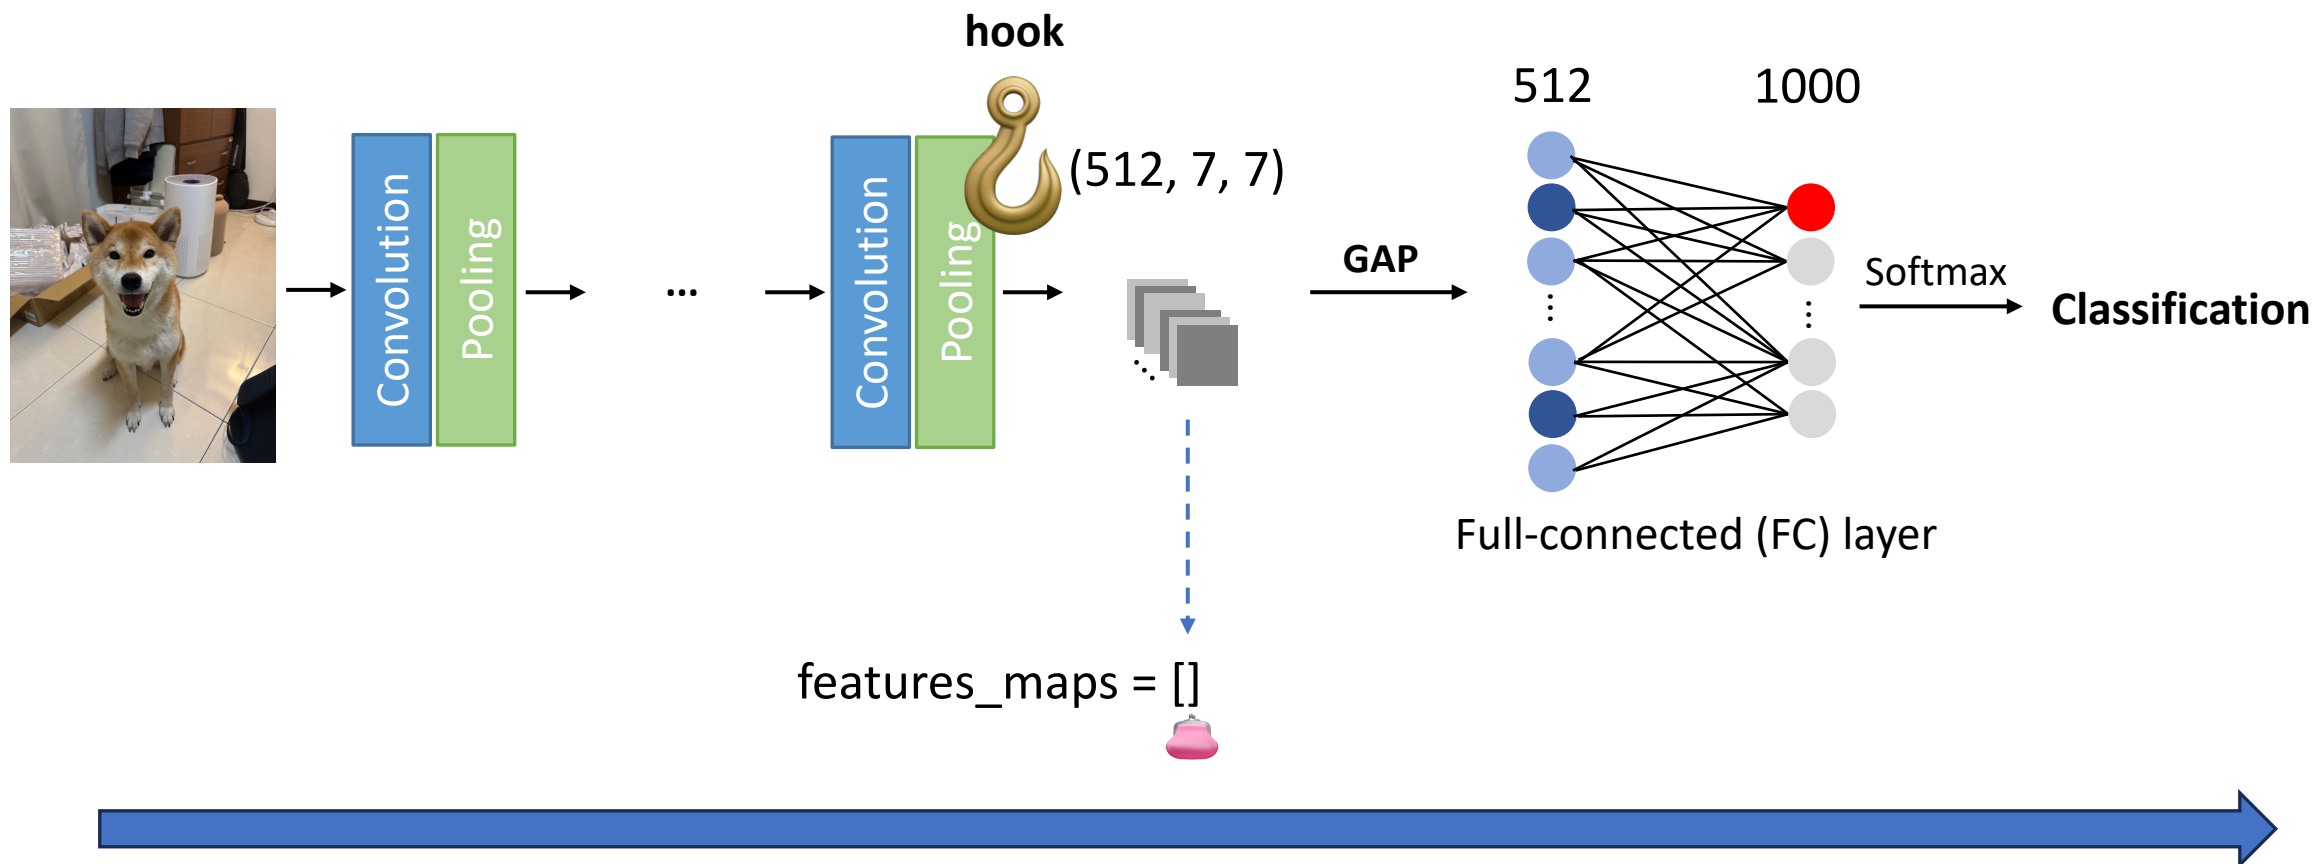 hook
512
1000
(512, 7, 7)
Convolution
Pooling
...
Convolution
Pooling
GAP
Softmax
Classification
Full-connected (FC) layer
features_maps = []